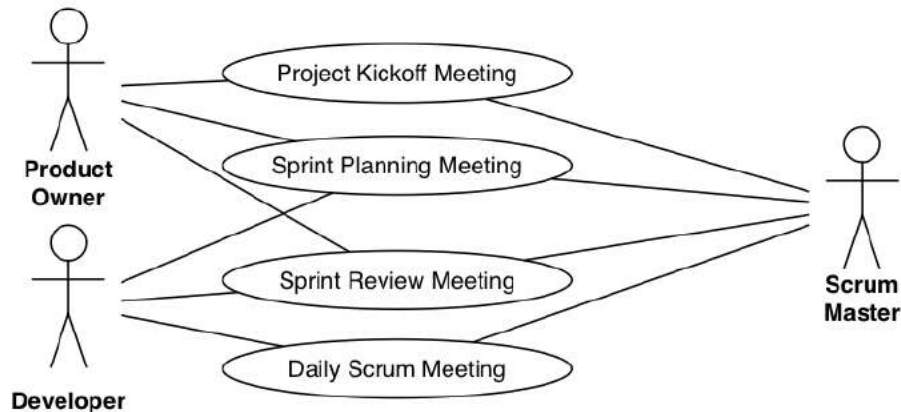 Project Kickoff Meeting
Sprint Planning Meeting
Product
Owner
Sprint Review Meeting
Scrum
Master
Daily Scrum Meeting
Developer